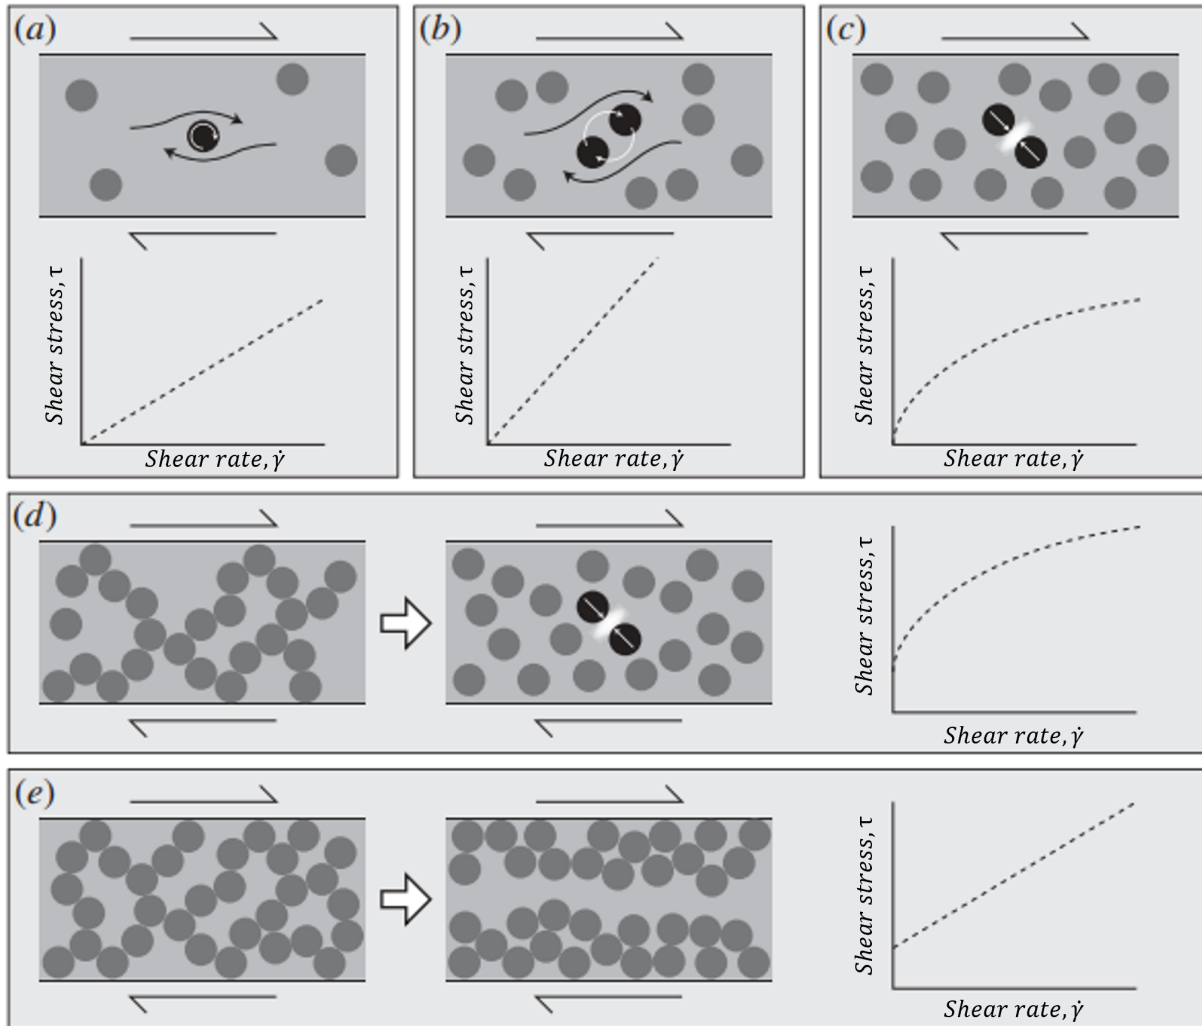 (a)
(b)
(c)
Shear stress, τ
Shear rate, γ̇
Shear stress, τ
Shear rate, γ̇
Shear stress, τ
Shear rate, γ̇
(d)
Shear stress, τ
Shear rate, γ̇
(e)
Shear stress, τ
Shear rate, γ̇